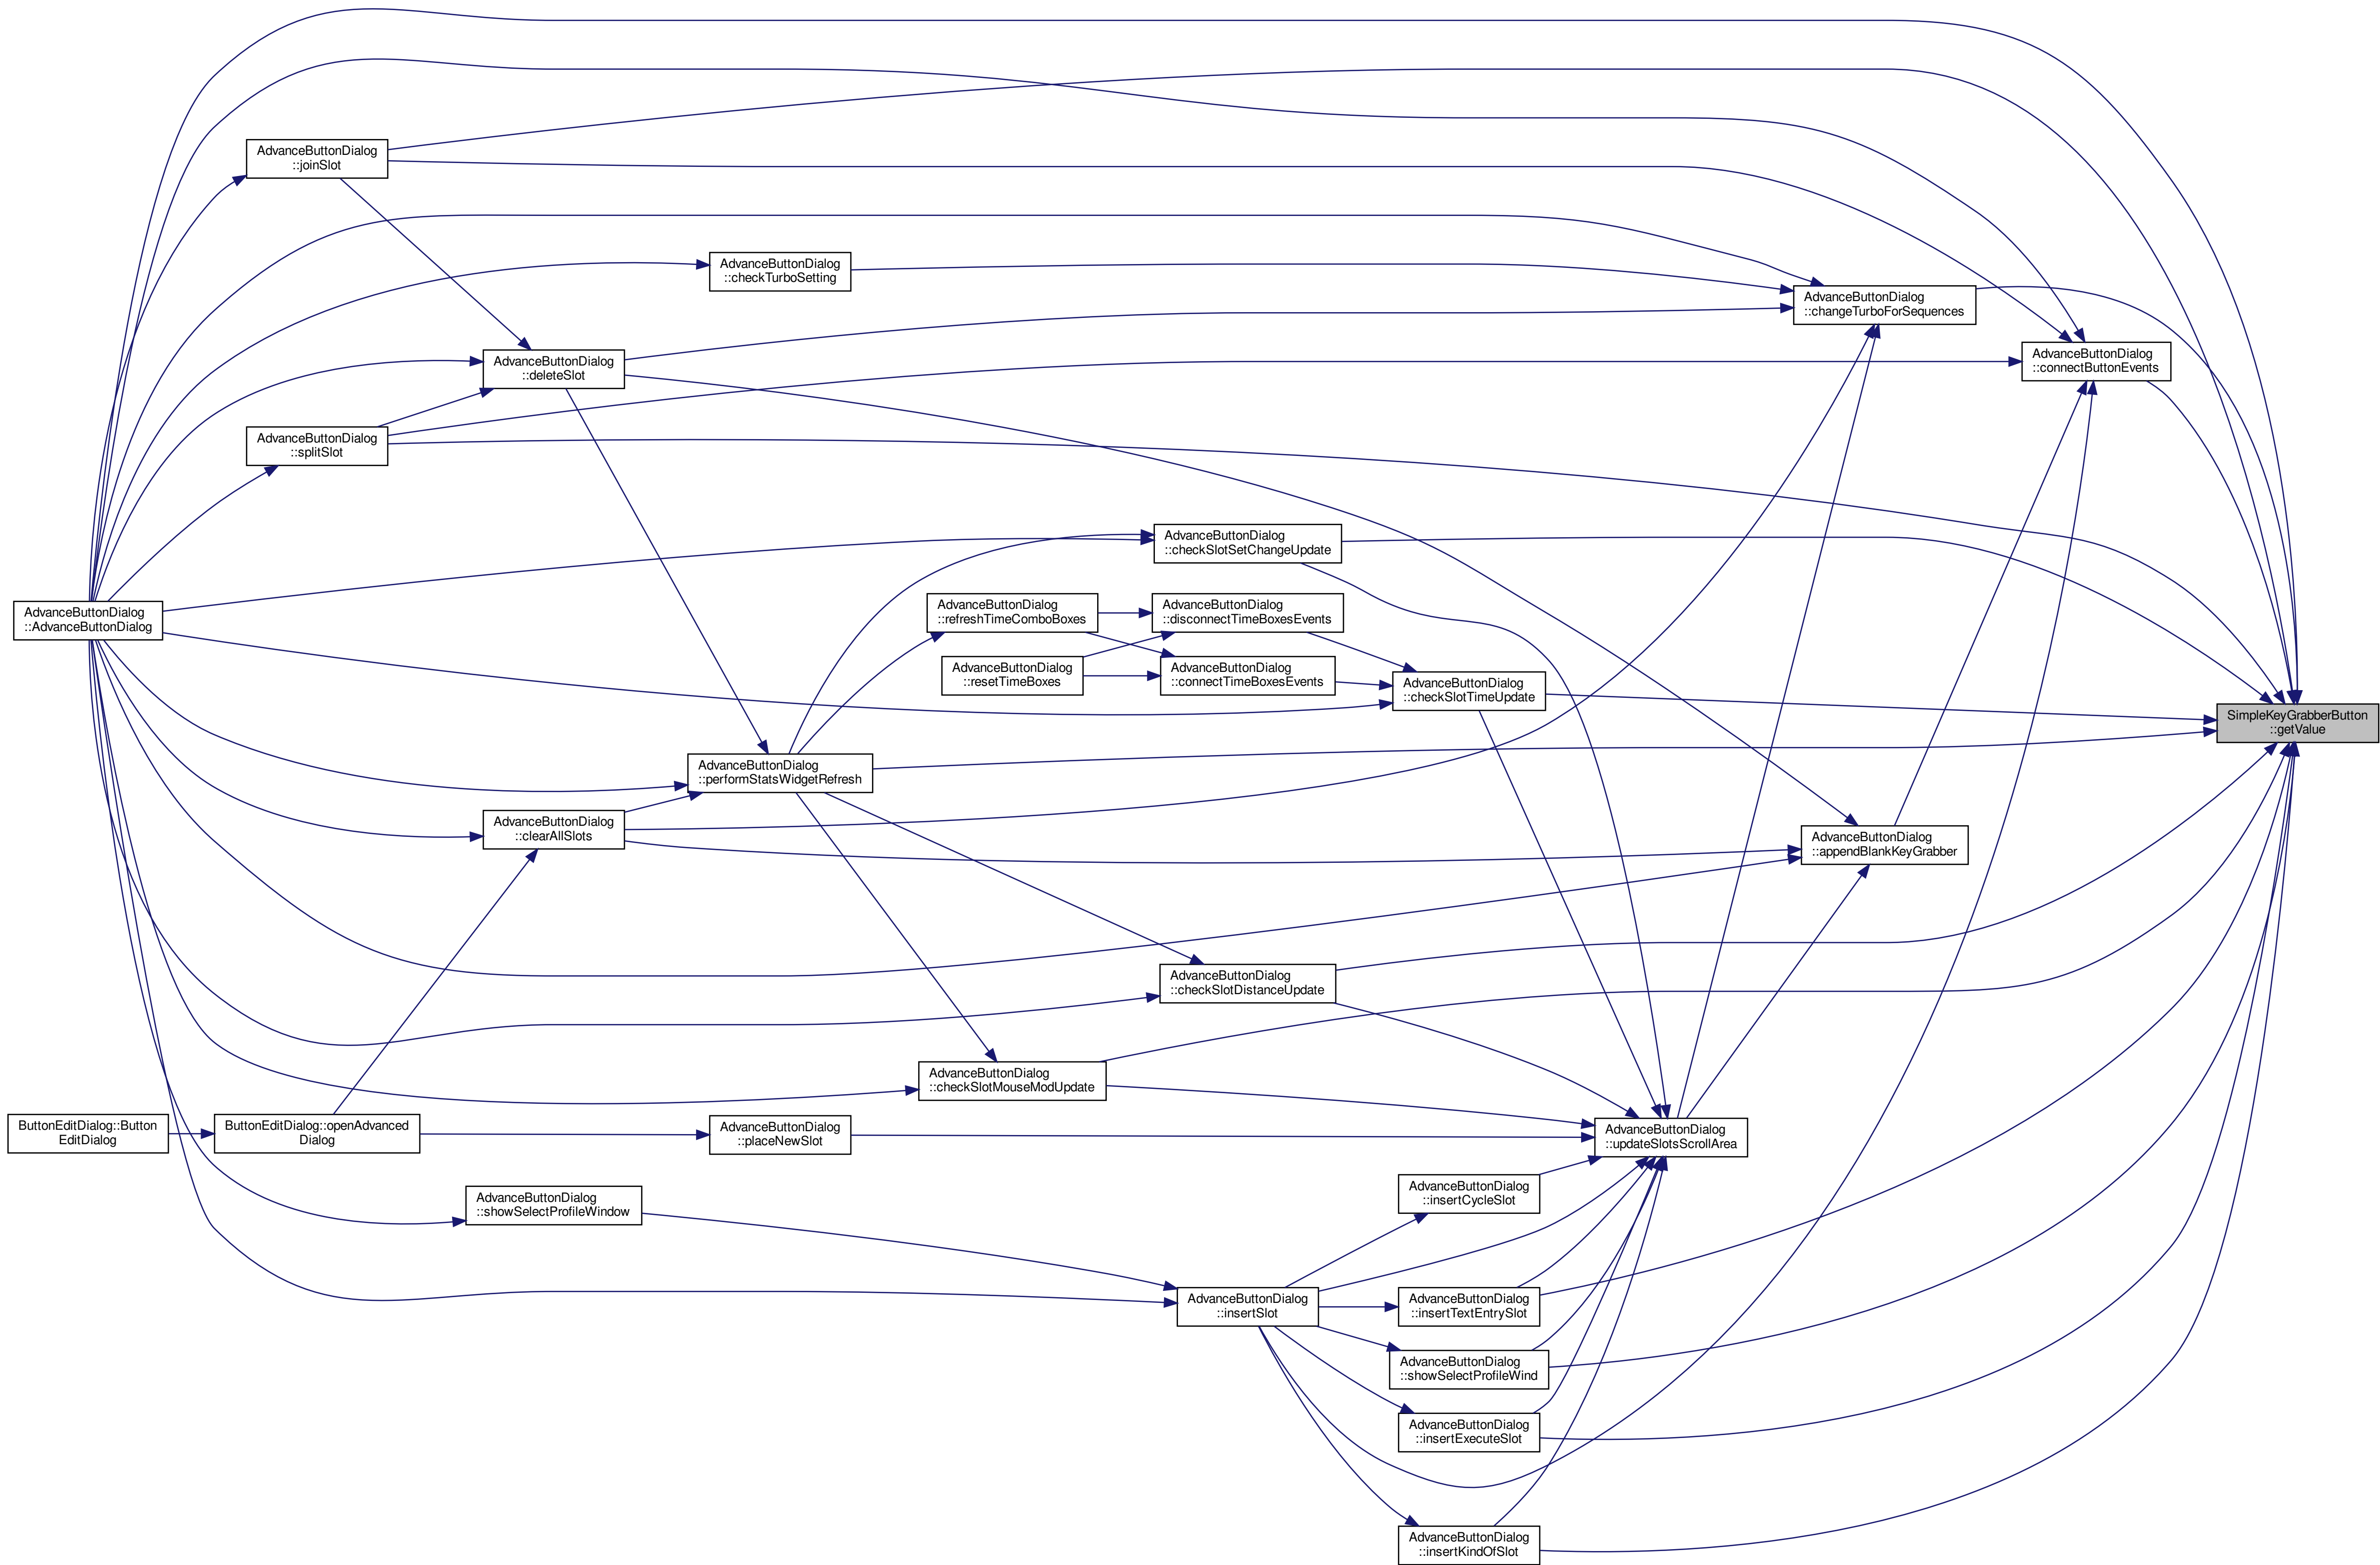 AdvanceButtonDialog
::joinSlot
AdvanceButtonDialog
::checkTurboSetting
AdvanceButtonDialog
::changeTurboForSequences
AdvanceButtonDialog
::connectButtonEvents
AdvanceButtonDialog
::deleteSlot
AdvanceButtonDialog
::splitSlot
AdvanceButtonDialog
::checkSlotSetChangeUpdate
AdvanceButtonDialog
::AdvanceButtonDialog
AdvanceButtonDialog
::refreshTimeComboBoxes
AdvanceButtonDialog
::disconnectTimeBoxesEvents
AdvanceButtonDialog
::resetTimeBoxes
AdvanceButtonDialog
::connectTimeBoxesEvents
AdvanceButtonDialog
::checkSlotTimeUpdate
SimpleKeyGrabberButton
::getValue
AdvanceButtonDialog
::performStatsWidgetRefresh
AdvanceButtonDialog
::clearAllSlots
AdvanceButtonDialog
::appendBlankKeyGrabber
AdvanceButtonDialog
::checkSlotDistanceUpdate
AdvanceButtonDialog
::checkSlotMouseModUpdate
ButtonEditDialog::Button
EditDialog
ButtonEditDialog::openAdvanced
Dialog
AdvanceButtonDialog
::placeNewSlot
AdvanceButtonDialog
::updateSlotsScrollArea
AdvanceButtonDialog
::insertCycleSlot
AdvanceButtonDialog
::showSelectProfileWindow
AdvanceButtonDialog
::insertSlot
AdvanceButtonDialog
::insertTextEntrySlot
AdvanceButtonDialog
::showSelectProfileWind
AdvanceButtonDialog
::insertExecuteSlot
AdvanceButtonDialog
::insertKindOfSlot